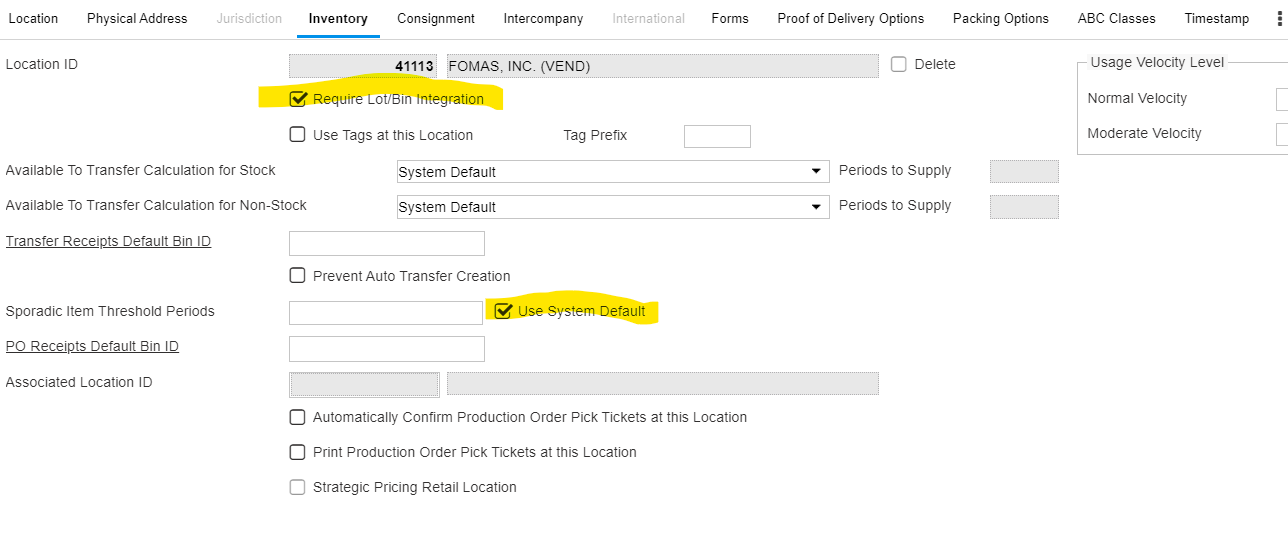 Location Physical Address Jurisdiction Inventory Consignment Intercompany International Forms Proof of Delivery Options Packing Options ABC Classes Timestamp
Location ID 41113 FOMAS, INC. (VEND) Delete Usage Velocity Level
Require Lot/Bin Integration Normal Velocity
Use Tags at this Location Tag Prefix Moderate Velocity
Available To Transfer Calculation for Stock System Default Periods to Supply
Available To Transfer Calculation for Non-Stock System Default Periods to Supply
Transfer Receipts Default Bin ID
Prevent Auto Transfer Creation
Sporadic Item Threshold Periods Use System Default
PO Receipts Default Bin ID
Associated Location ID
Automatically Confirm Production Order Pick Tickets at this Location
Print Production Order Pick Tickets at this Location
Strategic Pricing Retail Location